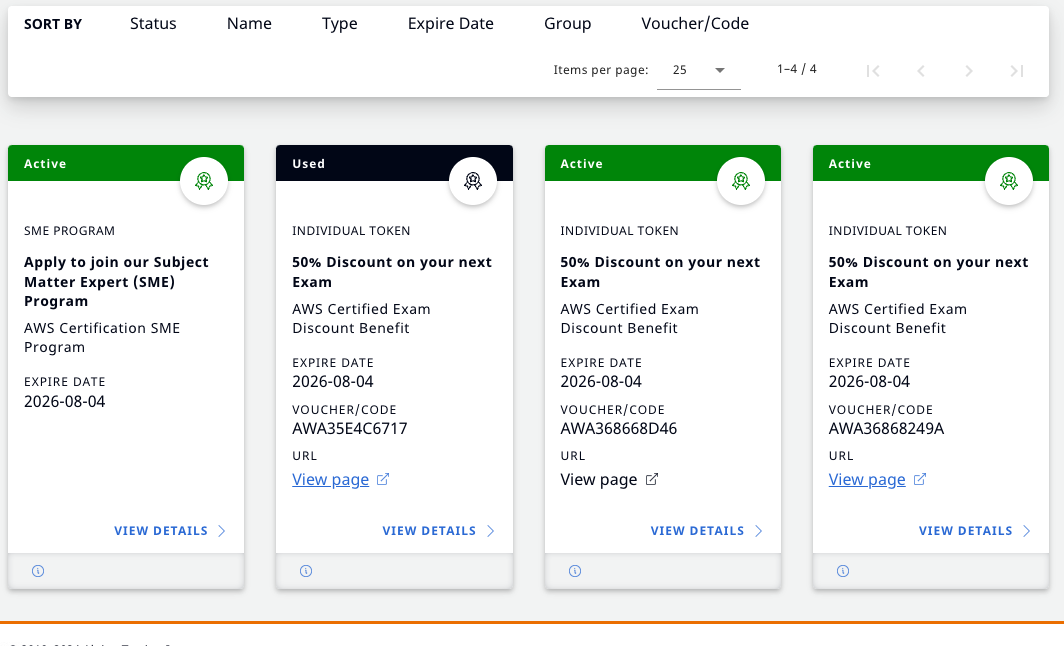 SORT BY Status Name Type Expire Date Group Voucher/Code
Items per page: 25 1–4 / 4
Active
SME PROGRAM
Apply to join our Subject
Matter Expert (SME)
Program
AWS Certification SME
Program
EXPIRE DATE
2026-08-04
VIEW DETAILS
Used
INDIVIDUAL TOKEN
50% Discount on your next
Exam
AWS Certified Exam
Discount Benefit
EXPIRE DATE
2026-08-04
VOUCHER/CODE
AWA35E4C6717
URL
View page
VIEW DETAILS
Active
INDIVIDUAL TOKEN
50% Discount on your next
Exam
AWS Certified Exam
Discount Benefit
EXPIRE DATE
2026-08-04
VOUCHER/CODE
AWA368668D46
URL
View page
VIEW DETAILS
Active
INDIVIDUAL TOKEN
50% Discount on your next
Exam
AWS Certified Exam
Discount Benefit
EXPIRE DATE
2026-08-04
VOUCHER/CODE
AWA36868249A
URL
View page
VIEW DETAILS